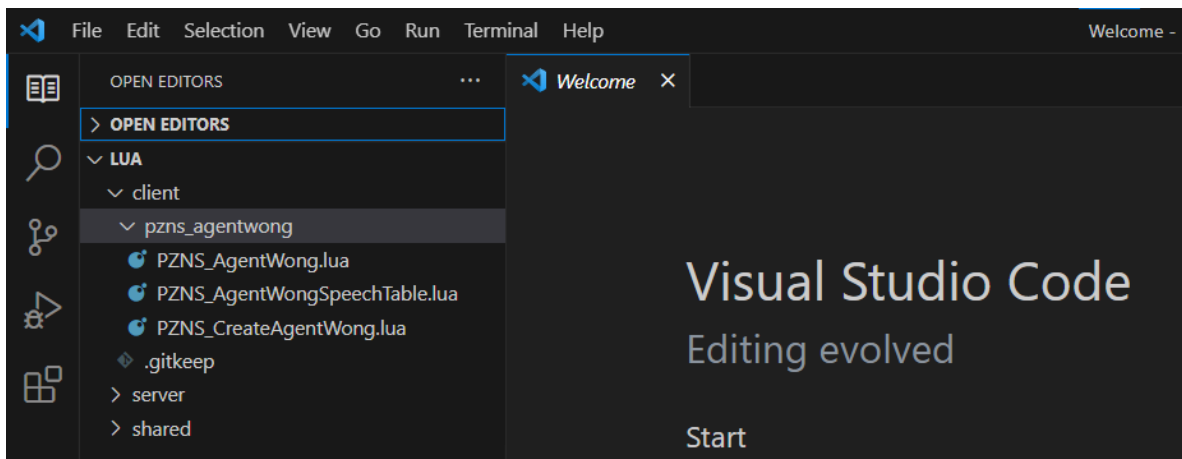 File Edit Selection View Go Run Terminal Help
Welcome -
OPEN EDITORS ...
Welcome
OPEN EDITORS
LUA
client
pzns_agentwong
PZNS_AgentWong.lua
PZNS_AgentWongSpeechTable.lua
PZNS_CreateAgentWong.lua
.gitkeep
server
shared
Visual Studio Code
Editing evolved
Start